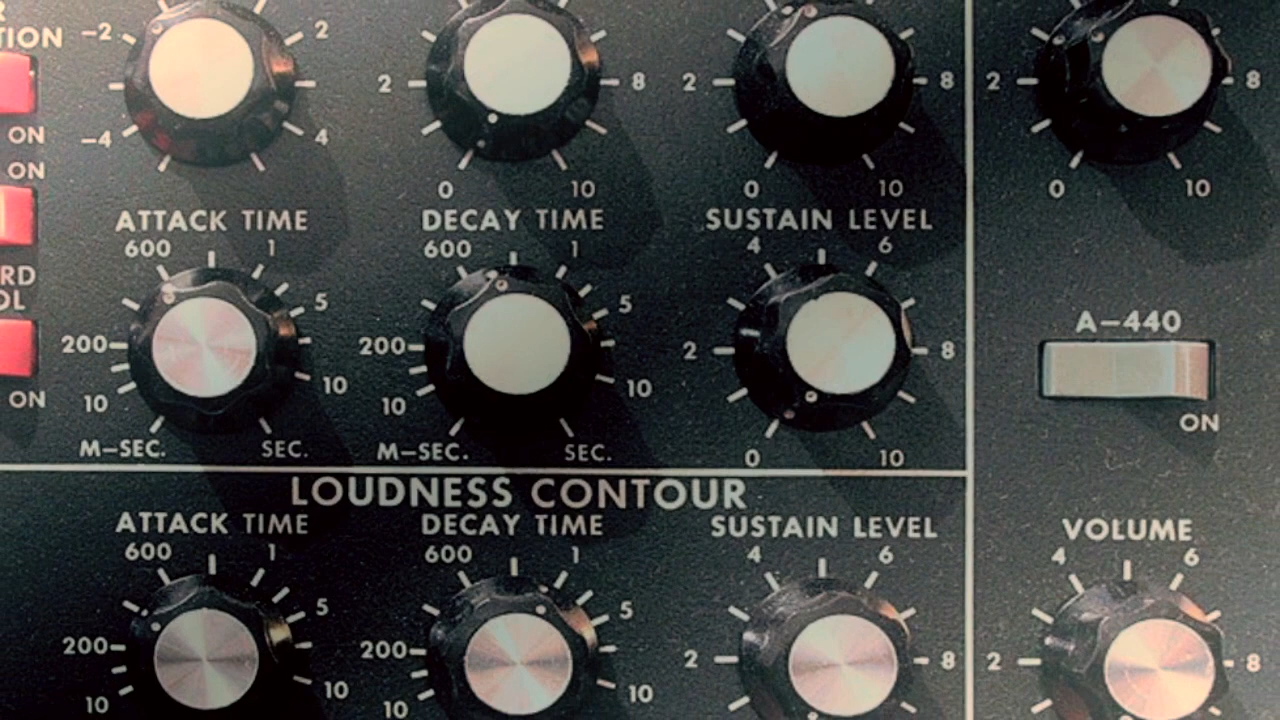 TION
−2 2
2 8
2 8
2 8
ON
−4 4
ON
0 10
0 10
0 10
ATTACK TIME
DECAY TIME
SUSTAIN LEVEL
600 1
600 1
4 6
RD
OL
5
5
A−440
200
200
2 8
10
10
10
10
ON
ON
M−SEC. SEC.
M−SEC. SEC.
0 10
LOUDNESS CONTOUR
ATTACK TIME
DECAY TIME
SUSTAIN LEVEL
VOLUME
600 1
600 1
4 6
4 6
5
5
200
200
2 8
2 8
10
10
10
10